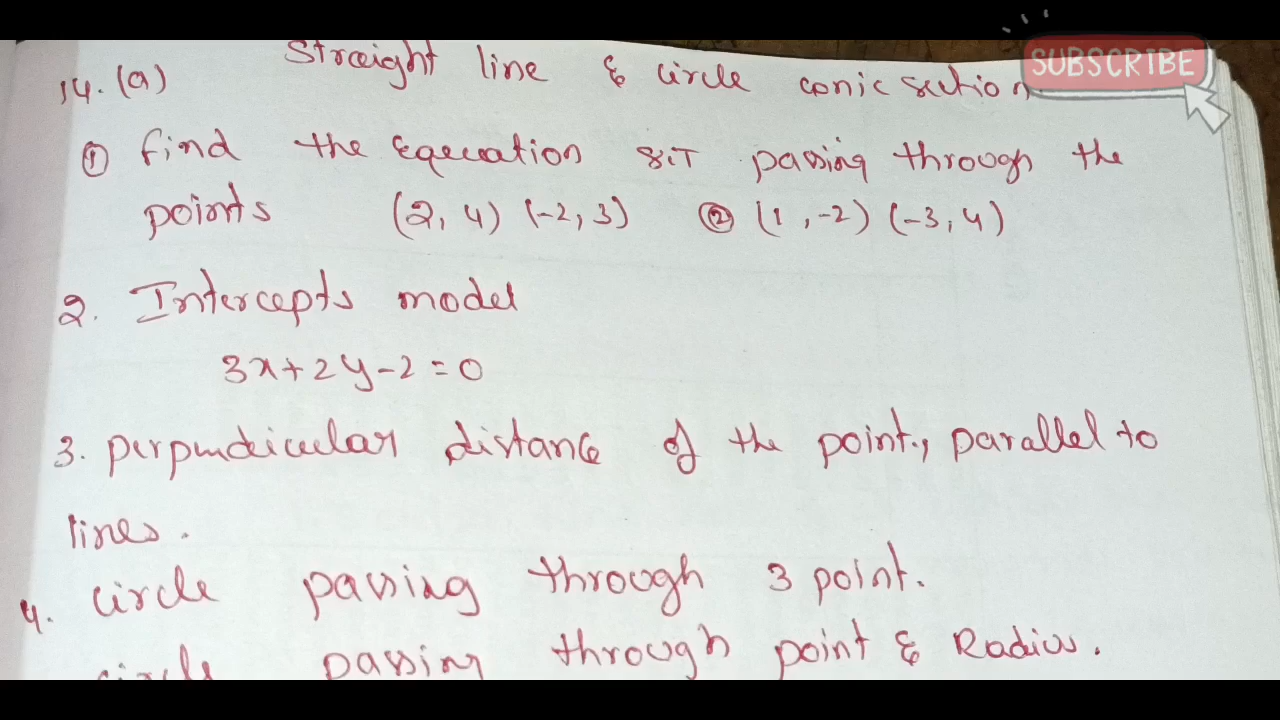 Straight line & circle conic section
SUBSCRIBE
14. (a)
① find the Equation s.t passing through the
points (2, 4) (-2, 3) ② (1, -2) (-3, 4)
2. Intercepts model
3x+2y-2=0
3. perpendicular distance of the point, parallel to
lines.
4. circle passing through 3 point.
circle passing through point & Radius.